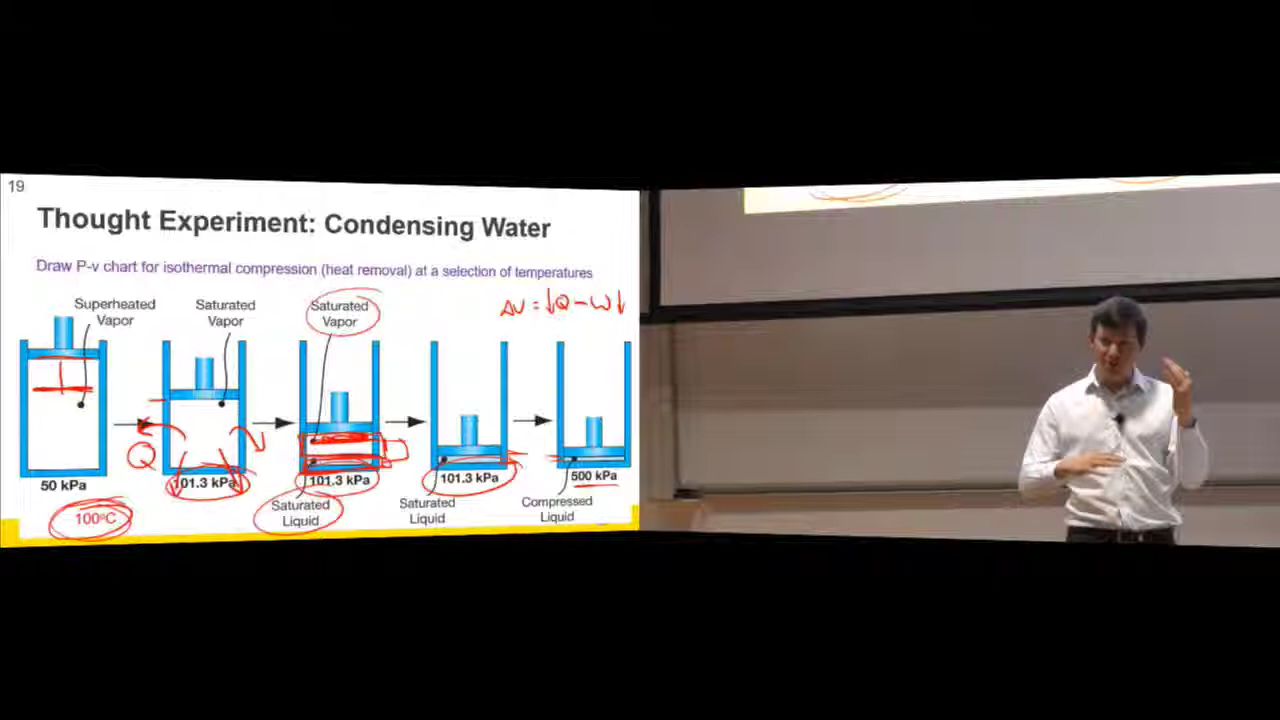 19
Thought Experiment: Condensing Water
Draw P-v chart for isothermal compression (heat removal) at a selection of temperatures
ΔU = ↓Q - W↓
Superheated
Vapor
Saturated
Vapor
Saturated
Vapor
Q
50 kPa
101.3 kPa
101.3 kPa
101.3 kPa
500 kPa
100°C
Saturated
Liquid
Saturated
Liquid
Compressed
Liquid